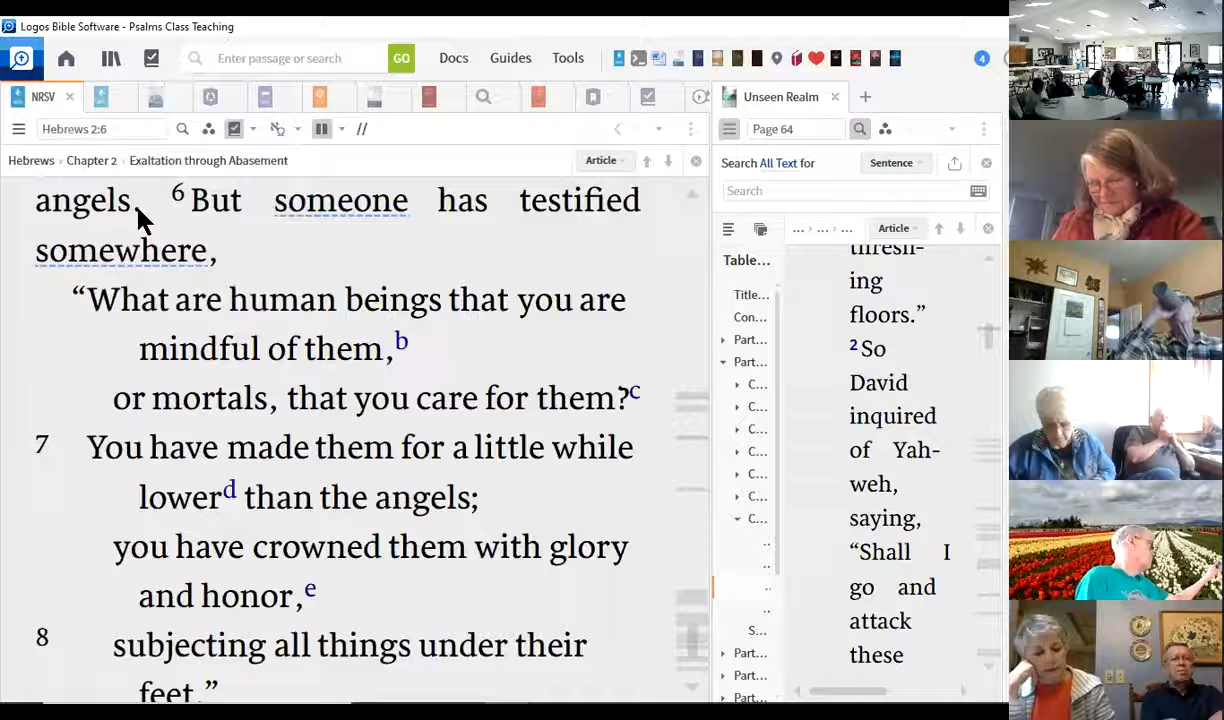 Logos Bible Software - Psalms Class Teaching
Enter passage or search
GO
Docs
Guides
Tools
4
NRSV
Hebrews 2:6
Hebrews › Chapter 2 › Exaltation through Abasement
Article
angels. 6 But someone has testified
somewhere,
“What are human beings that you are
mindful of them,b
or mortals, that you care for them?c
7 You have made them for a little while
lowerd than the angels;
you have crowned them with glory
and honor,e
8 subjecting all things under their
feet.”
Unseen Realm
Page 64
Search All Text for
Sentence
Search
... › ... › ...
Article
Table...
Title...
Con...
Part...
Part...
C...
C...
C...
C...
C...
C...
C...
S...
Part...
Part...
Part...
thresh-
ing
floors.”
2 So
David
inquired
of Yah-
weh,
saying,
“Shall I
go and
attack
these